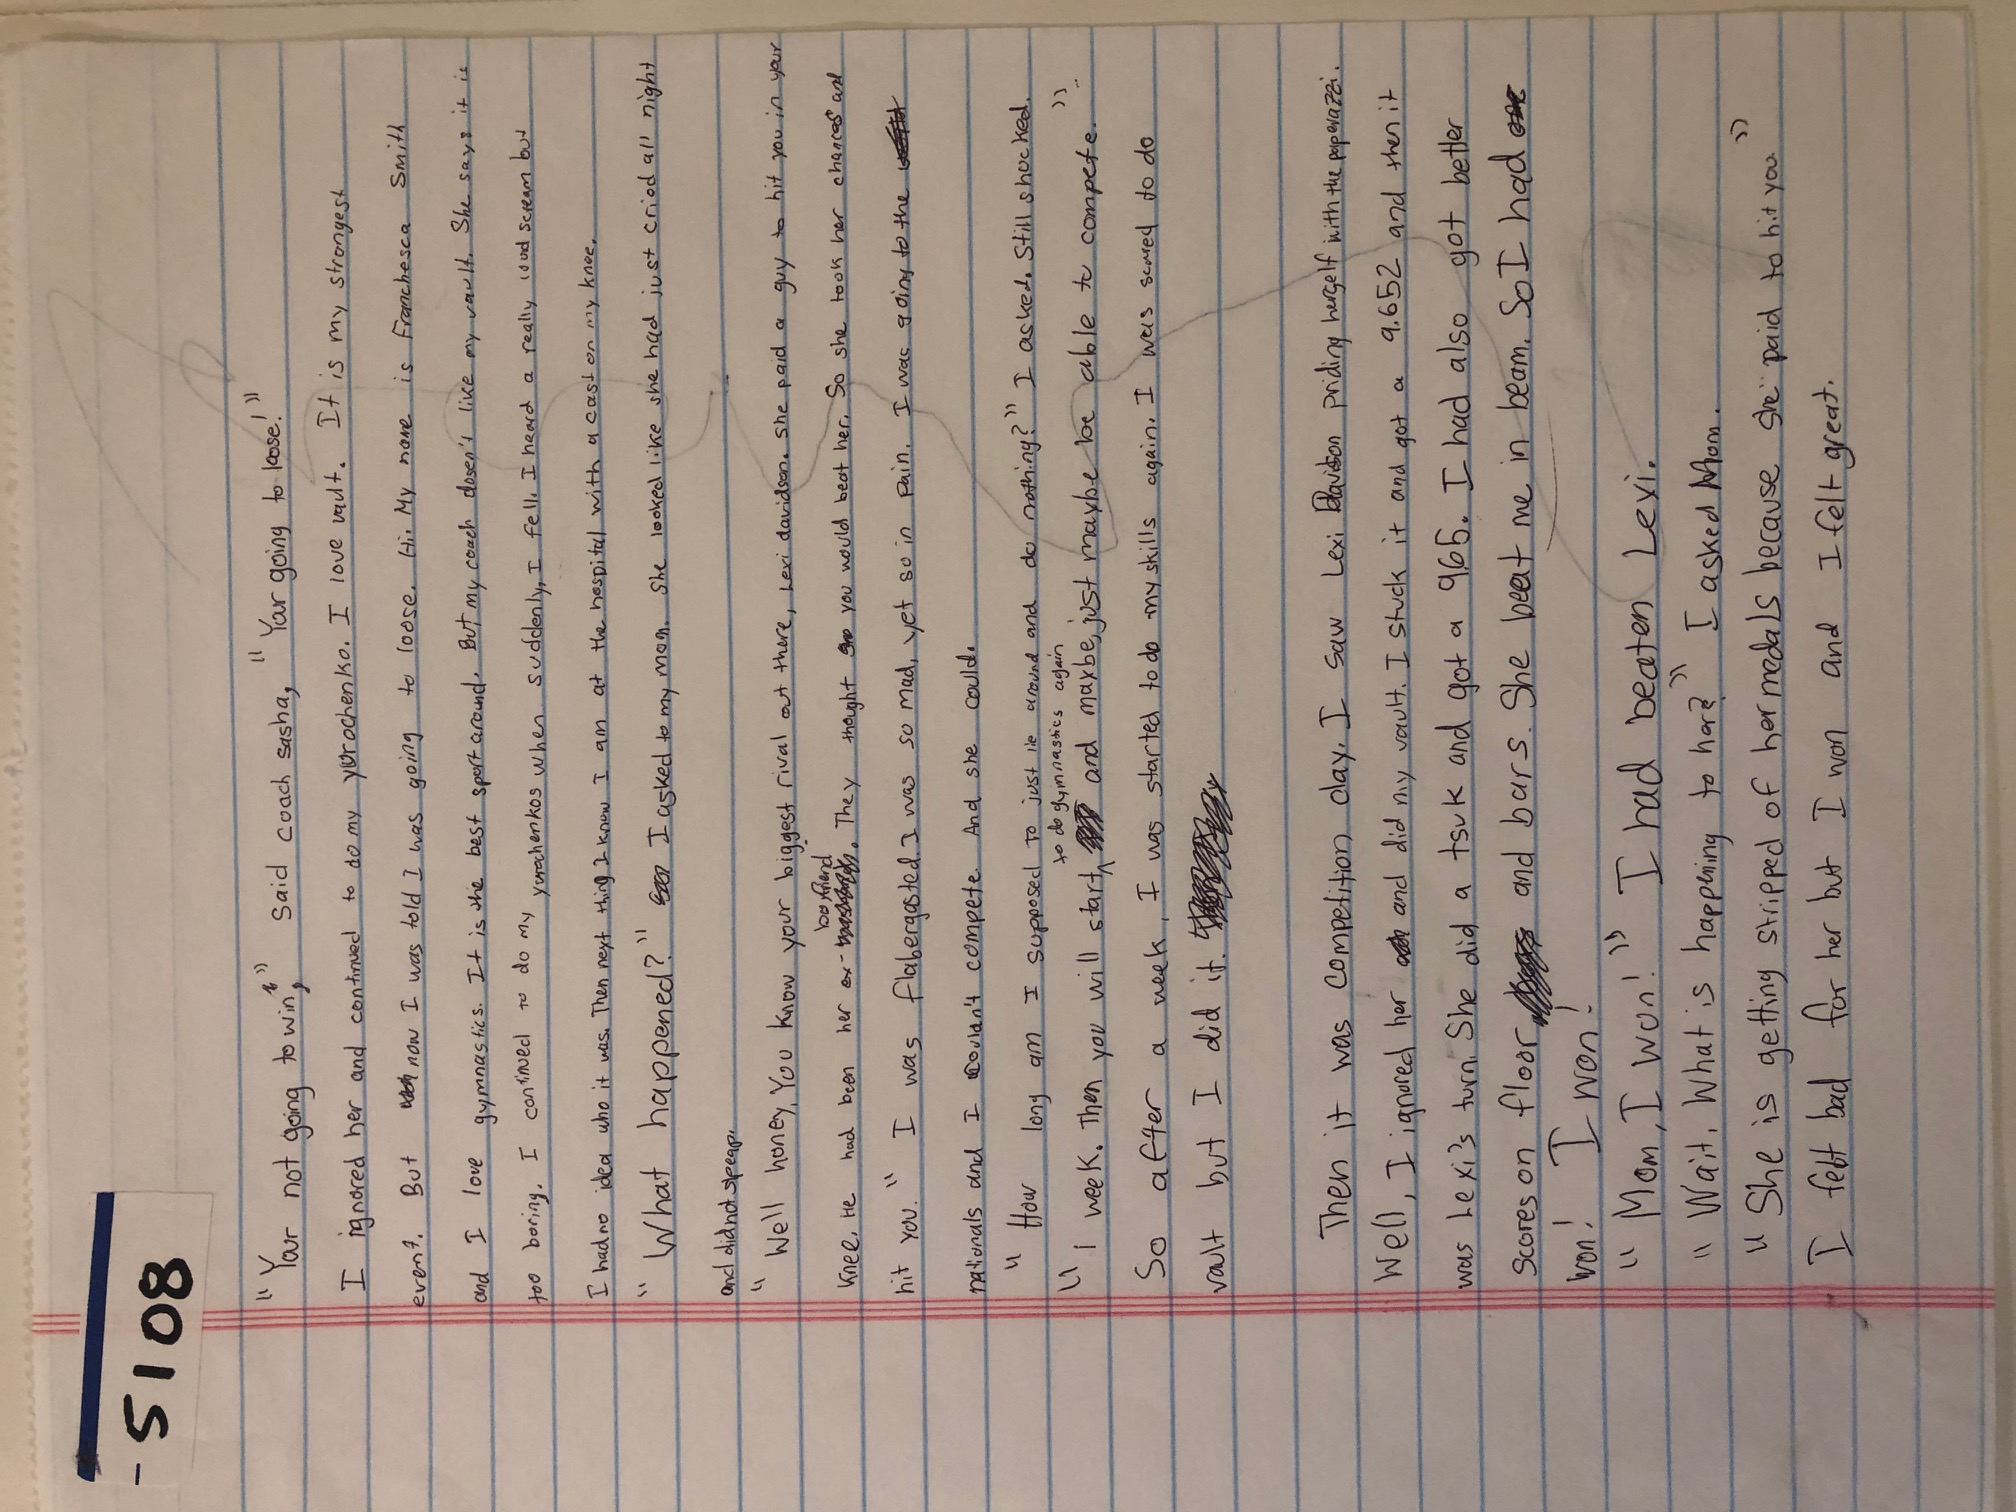 - 5108
"Your not going to win," said coach sasha, "Your going to loose!"
I ignored her and continued to do my yurochenko. I love vault. It is my strongest
event. But now I was told I was going to loose. Hi. My name is Franchesca Smith
and I love gymnastics. It is the best sport around. But my coach dosen't like my vault. She says it is
too boring. I continued to do my yurochenkos when suddenly, I fell. I heard a really loud scream but
I had no idea who it was. Then next thing I know I am at the hospital with a cast on my knee.
"What happened?" I asked to my mom. She looked like she had just cried all night
and did not sleep.
"Well honey, You know your biggest rival out there, Lexi davidson. She paid a guy to hit you in your
boyfriend
knee. He had been her ex- . They thought you would beat her. So she took her chances and
hit you." I was flabergasted. I was so mad, yet so in pain. I was going to the
nationals and I couldn't compete. And she could.
"How long am I supposed to just lie around and do nothing?" I asked. Still shocked.
to do gymnastics again
"1 week. Then you will start and maybe, just maybe be able to compete."
So after a week, I was started to do my skills again. I was scared to do
vault but I did it.
Then it was competition day. I saw Lexi Davison priding herself with the paperazzi.
Well, I ignored her and did my vault. I stuck it and got a 9.652 and then it
was Lexi's turn. She did a tsuk and got a 9.65. I had also got better
scores on floor and bars. She beat me in beam. So I had
won! I won!
"Mom, I won!" I had beaten Lexi.
"Wait. What is happening to her?" I asked Mom.
"She is getting stripped of her medals because she paid to hit you"
I felt bad for her but I won and I felt great.